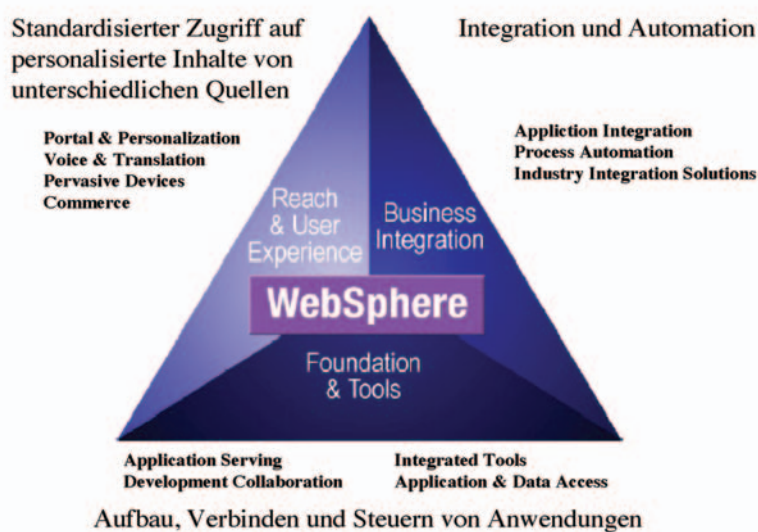 Standardisierter Zugriff auf
personalisierte Inhalte von
unterschiedlichen Quellen
Integration und Automation
Portal & Personalization
Voice & Translation
Pervasive Devices
Commerce
Appliction Integration
Process Automation
Industry Integration Solutions
Reach
& User
Experience
Business
Integration
WebSphere
Foundation
& Tools
Application Serving
Development Collaboration
Integrated Tools
Application & Data Access
Aufbau, Verbinden und Steuern von Anwendungen